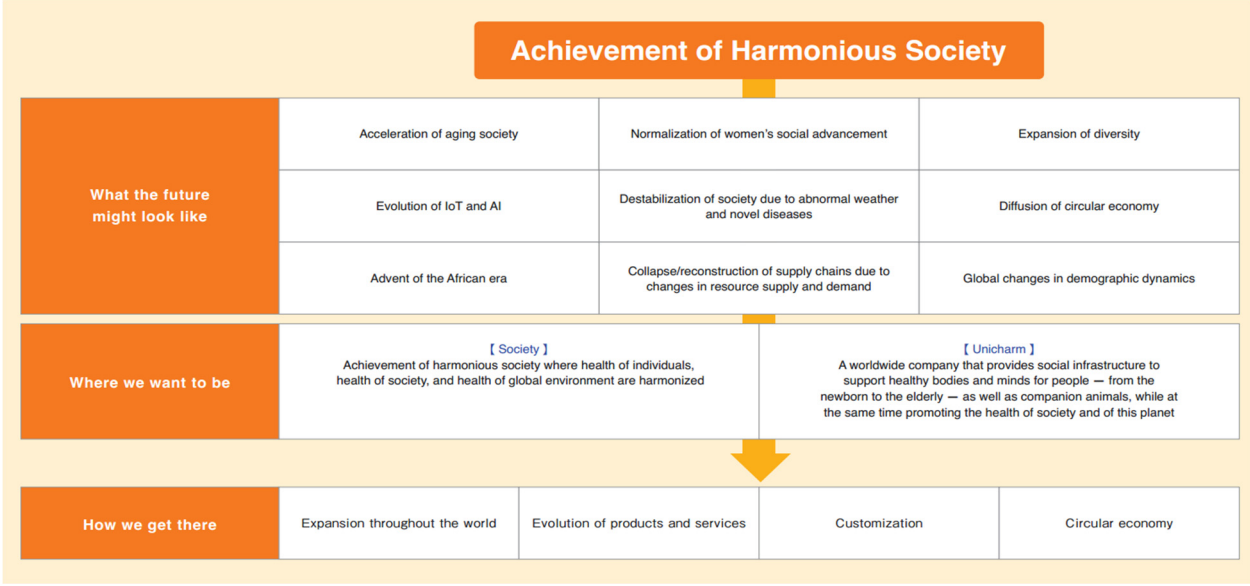 Achievement of Harmonious Society
What the future
might look like
Acceleration of aging society
Normalization of women's social advancement
Expansion of diversity
Evolution of IoT and AI
Destabilization of society due to abnormal weather
and novel diseases
Diffusion of circular economy
Advent of the African era
Collapse/reconstruction of supply chains due to
changes in resource supply and demand
Global changes in demographic dynamics
Where we want to be
【 Society 】
Achievement of harmonious society where health of individuals,
health of society, and health of global environment are harmonized
【 Unicharm 】
A worldwide company that provides social infrastructure to
support healthy bodies and minds for people — from the
newborn to the elderly — as well as companion animals, while at
the same time promoting the health of society and of this planet
How we get there
Expansion throughout the world
Evolution of products and services
Customization
Circular economy